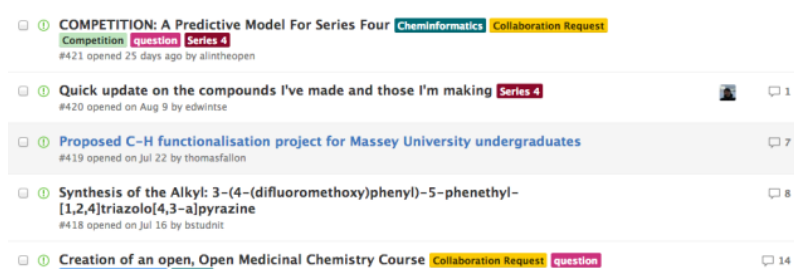 COMPETITION: A Predictive Model For Series Four Cheminformatics Collaboration Request
Competition question Series 4
#421 opened 25 days ago by alintheopen
Quick update on the compounds I've made and those I'm making Series 4 1
#420 opened on Aug 9 by edwintse
Proposed C-H functionalisation project for Massey University undergraduates 7
#419 opened on Jul 22 by thomasfallon
Synthesis of the Alkyl: 3-(4-(difluoromethoxy)phenyl)-5-phenethyl- 8
[1,2,4]triazolo[4,3-a]pyrazine
#418 opened on Jul 16 by bstudnit
Creation of an open, Open Medicinal Chemistry Course Collaboration Request question 14